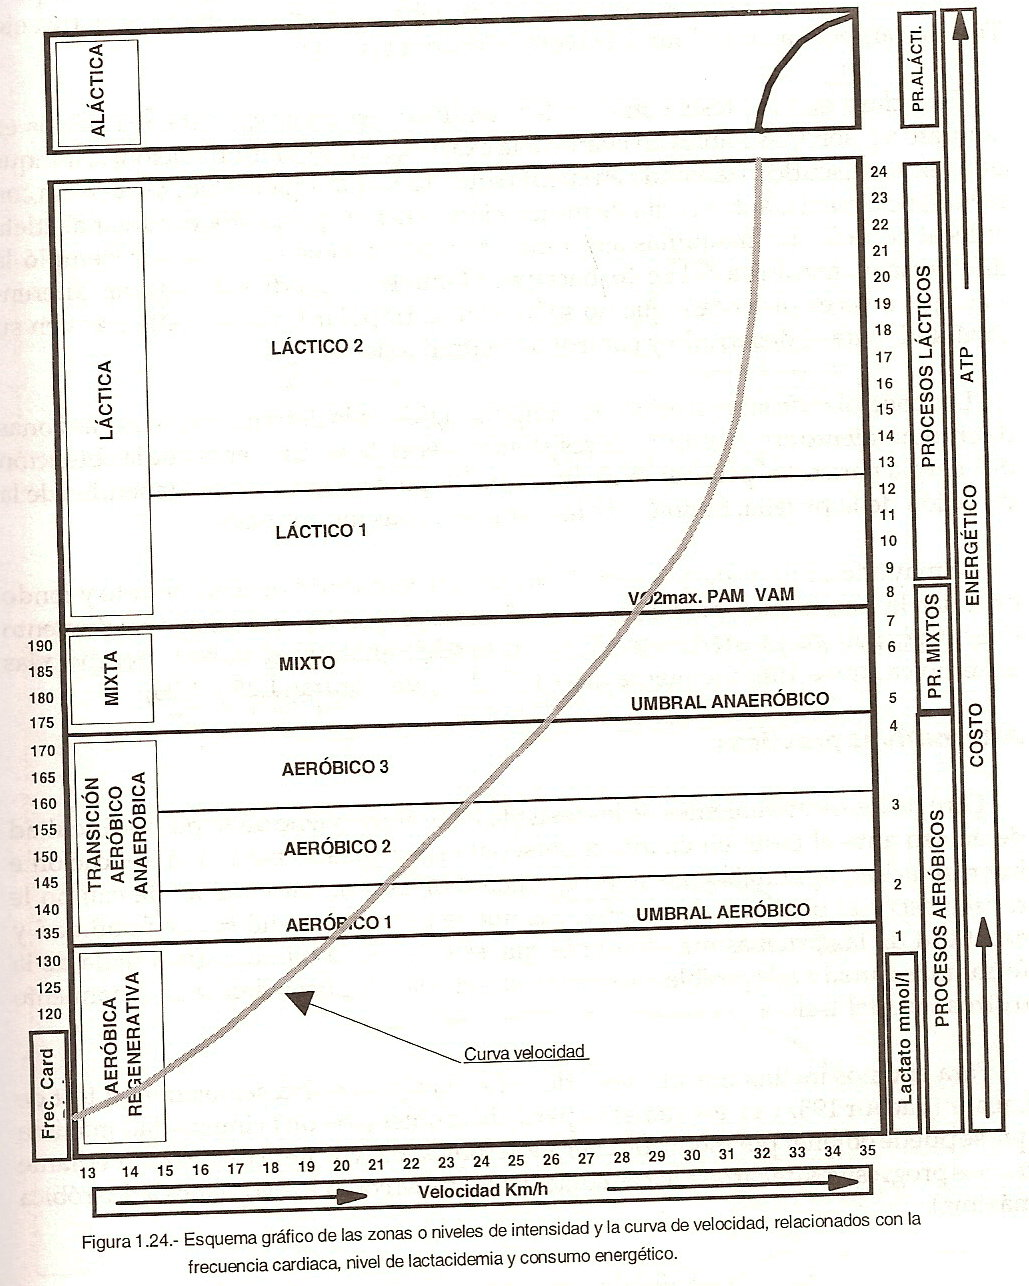 ALÁCTICA
PR.ALÁCTI.
LÁCTICA
LÁCTICO 2
LÁCTICO 1
VO2max. PAM VAM
MIXTA
MIXTO
UMBRAL ANAERÓBICO
TRANSICIÓN
AERÓBICO
ANAERÓBICA
AERÓBICO 3
AERÓBICO 2
AERÓBICO 1
UMBRAL AERÓBICO
AERÓBICA
REGENERATIVA
Curva velocidad
190
185
180
175
170
165
160
155
150
145
140
135
130
125
120
Frec. Card
24
23
22
21
20
19
18
17
16
15
14
13
12
11
10
9
8
7
6
5
4
3
2
1
Lactato mmol/l
PROCESOS LÁCTICOS
PR. MIXTOS
PROCESOS AERÓBICOS
COSTO ENERGÉTICO ATP
13 14 15 16 17 18 19 20 21 22 23 24 25 26 27 28 29 30 31 32 33 34 35
Velocidad Km/h
Figura 1.24.- Esquema gráfico de las zonas o niveles de intensidad y la curva de velocidad, relacionados con la
frecuencia cardiaca, nivel de lactacidemia y consumo energético.